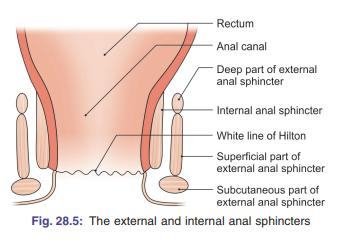 Rectum
Anal canal
Deep part of external
anal sphincter
Internal anal sphincter
White line of Hilton
Superficial part of
external anal sphincter
Subcutaneous part of
external anal sphincter
Fig. 28.5: The external and internal anal sphincters